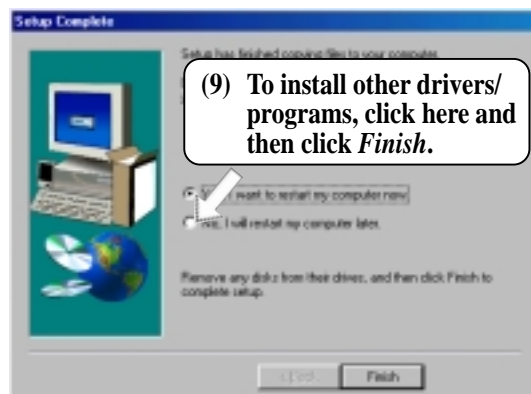 Setup Complete
Setup has finished copying files to your computer.
(9) To install other drivers/
programs, click here and
then click Finish.
I want to restart my computer now.
No, I will restart my computer later.
Remove any disks from their drives, and then click Finish to
complete setup.
< Back
Finish